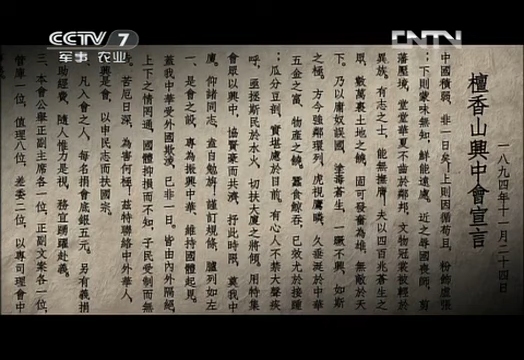 CCTV 7
军事 农业
CNTV
一八九四年十一月二十四日
檀香山興中會宣言
中國積弱，非一日矣！上則因循苟且，粉飾虛張
；下則蒙昧無知，鮮能遠慮。近之辱國喪師，剪
藩壓境，堂堂華夏不齒於鄰邦，文物冠裳被輕於
異族。有志之士，能無撫膺！夫以四百兆蒼生之
眾，數萬里土地之饒，固可發奮為雄，無敵於天
下。乃以庸奴誤國，塗毒蒼生，一蹶不興，如斯
之極。方今強鄰環列，虎視鷹瞵，久垂涎於中華
五金之富，物產之饒。蠶食鯨吞，已效尤於接踵
；瓜分豆剖，實堪慮於目前。有心人不禁大聲疾
呼，亟拯斯民於水火，切扶大廈之將傾。用特集
會眾以興中，協賢豪而共濟，抒此時艱，奠我中
廈。仰諸同志，盍自勉旃！謹訂規條，臚列如左
一、是會之設，專為振興中華、維持國體起見。
蓋我中華受外國欺凌，已非一日。皆由內外隔絕，
上下之情罔通，國體抑損而不知，子民受制而無
告。苦厄日深，為害何極！茲特聯絡中外華人，
興是會，以申民志而扶國宗。
凡入會之人，每名捐會底銀五元。另有義捐
助經費，隨人惟力是視，務宜踴躍赴義。
三、本會公舉正副主席各一位，正副文案各一位，
管庫一位，值理八位，差委二位，以專司理會中